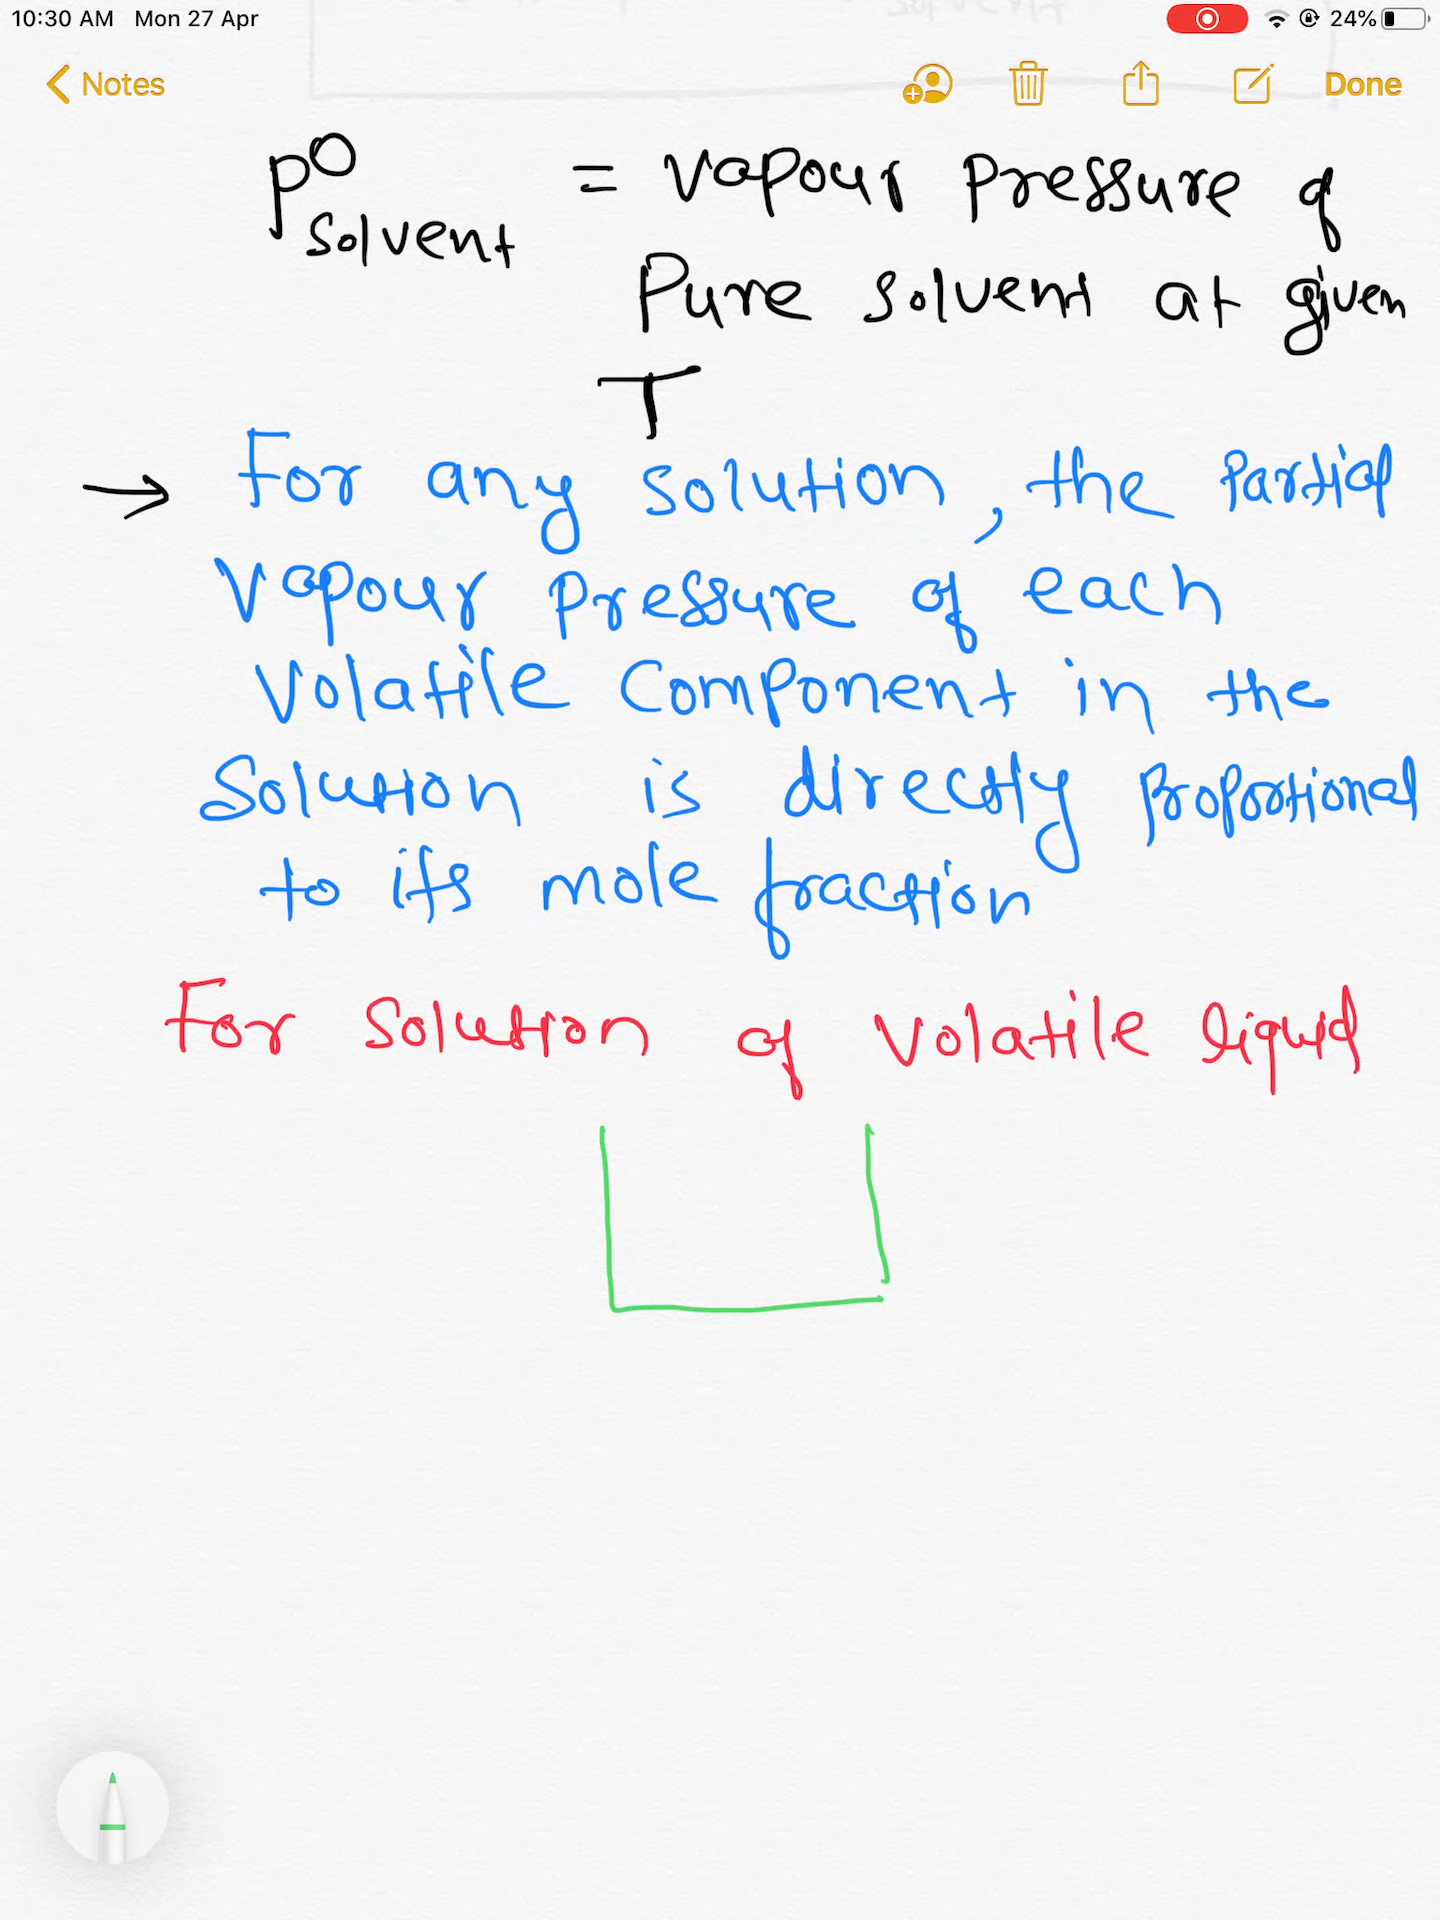 10:30 AM Mon 27 Apr 24%
Notes Done
P° solvent = vapour pressure of
Pure solvent at given
T
→ For any solution, the Partial
vapour pressure of each
volatile component in the
solution is directly proportional
to its mole fraction
For solution of volatile liquid